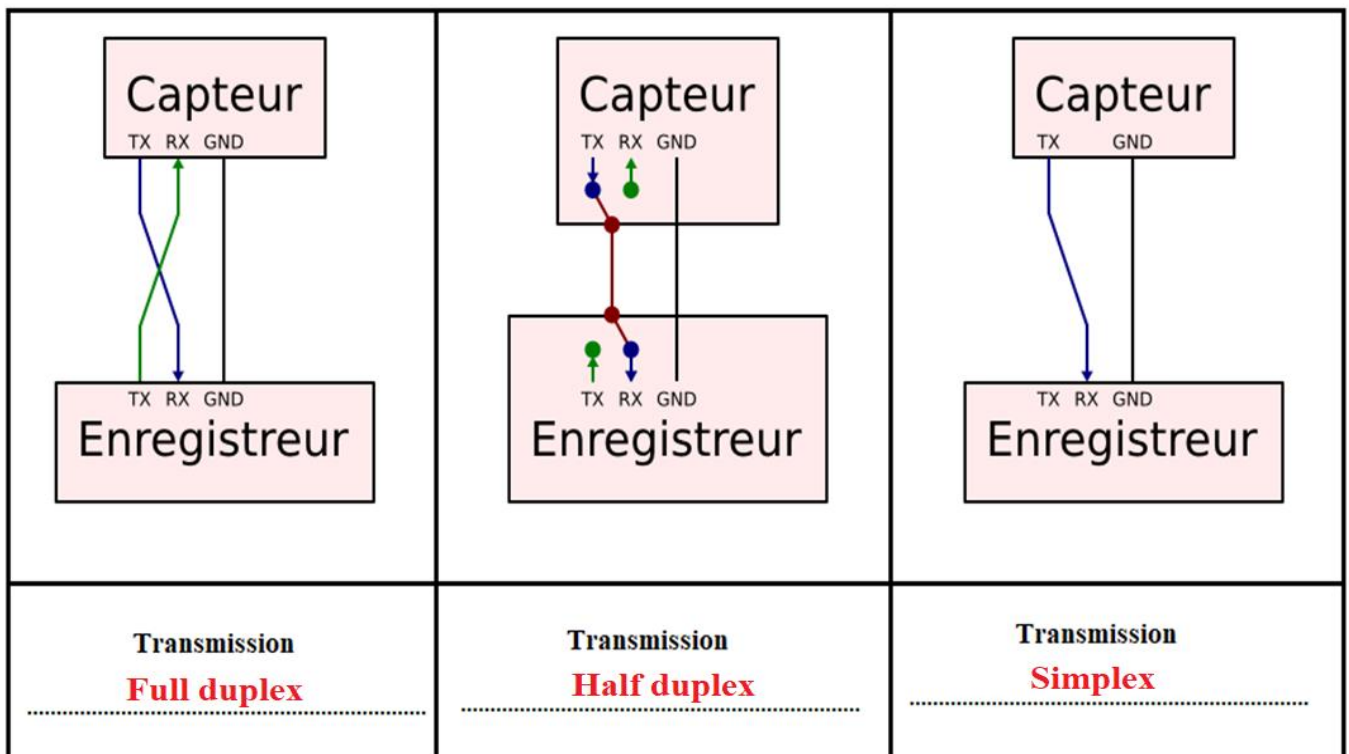 Capteur
TX RX GND
TX RX GND
Enregistreur
Transmission
Full duplex
Capteur
TX RX GND
TX RX GND
Enregistreur
Transmission
Half duplex
Capteur
TX GND
TX RX GND
Enregistreur
Transmission
Simplex